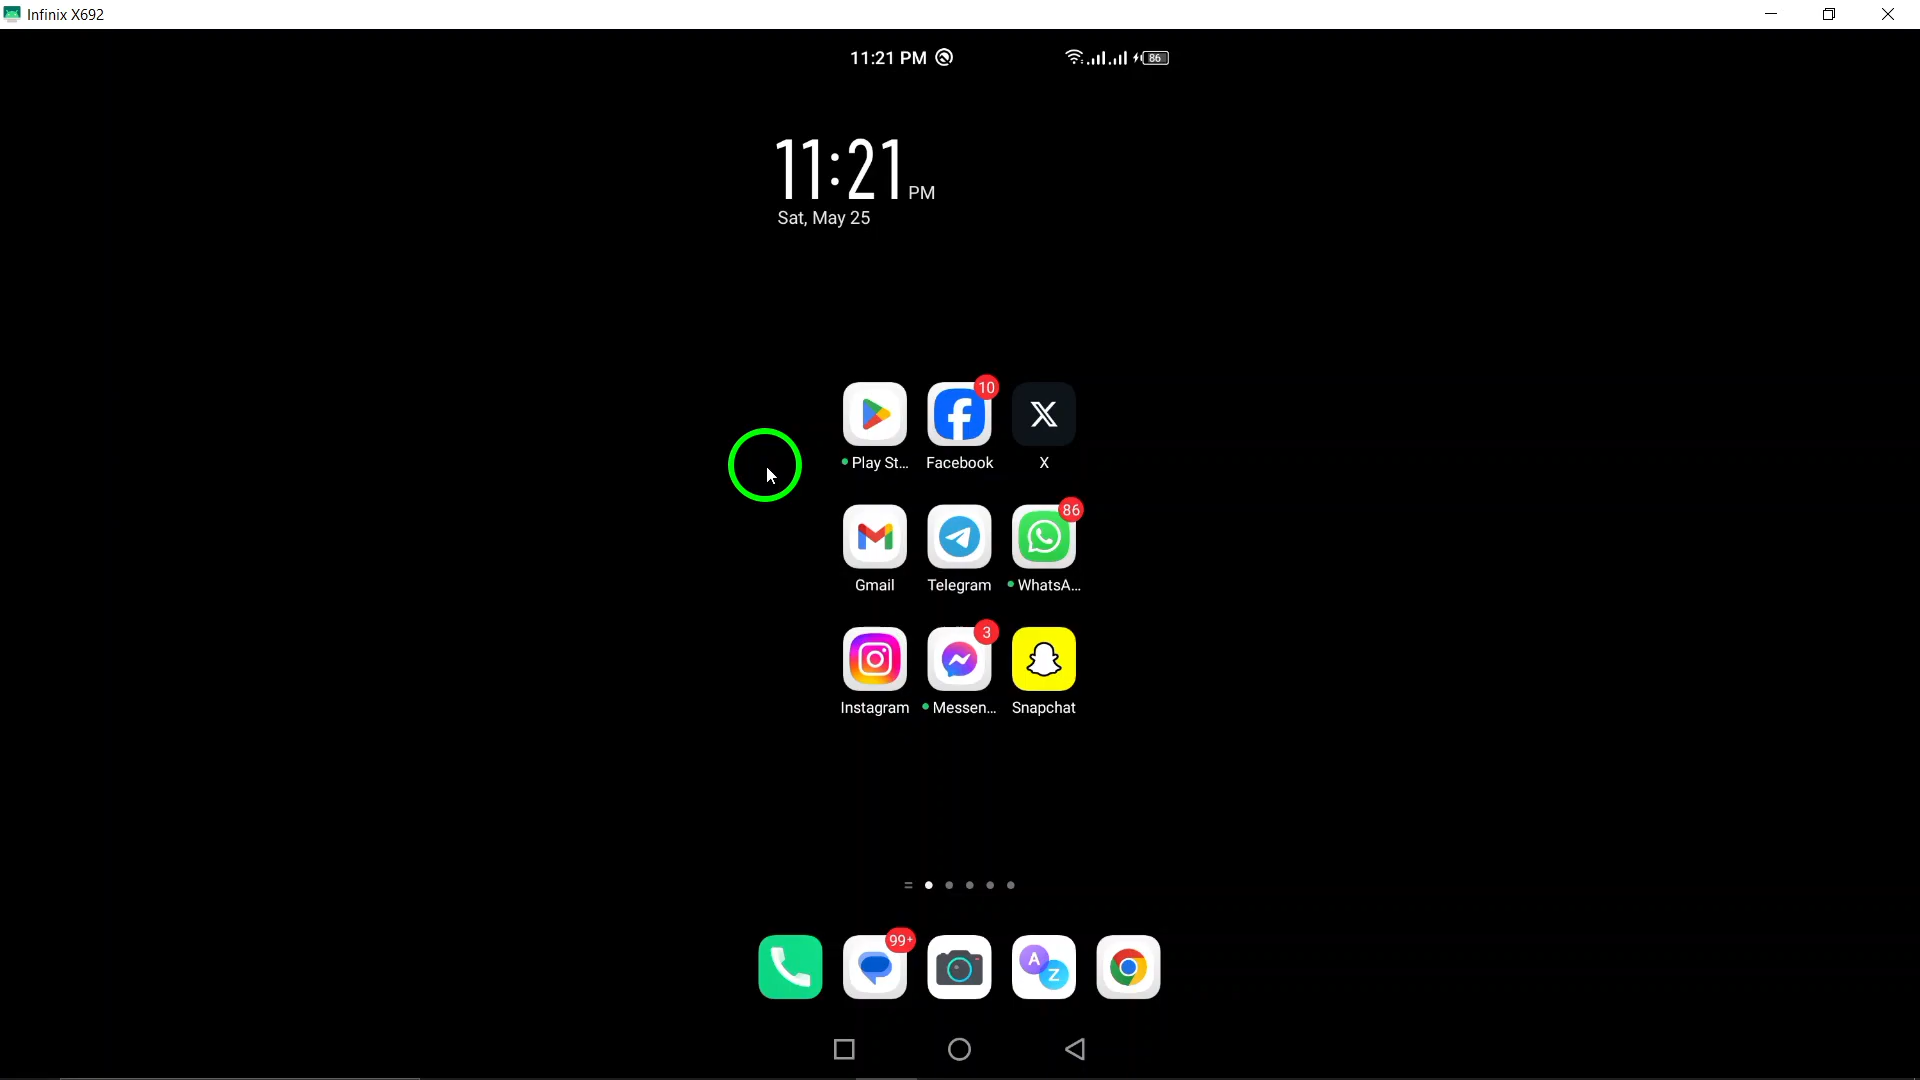 Infinix X692
11:21 PM
86
11:21 PM
Sat, May 25
10
Play St... Facebook X
86
Gmail Telegram WhatsA...
3
Instagram Messen... Snapchat
99+
A
Z